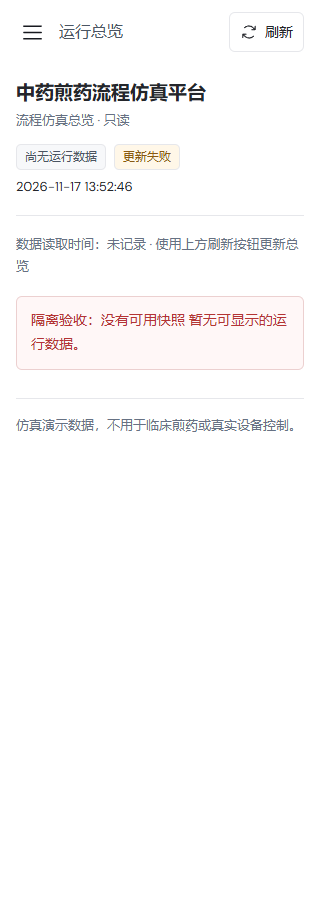 运行总览
刷新
中药煎药流程仿真平台
流程仿真总览 · 只读
尚无运行数据
更新失败
2026-11-17 13:52:46
数据读取时间：未记录 · 使用上方刷新按钮更新总
览
隔离验收：没有可用快照 暂无可显示的运
行数据。
仿真演示数据，不用于临床煎药或真实设备控制。